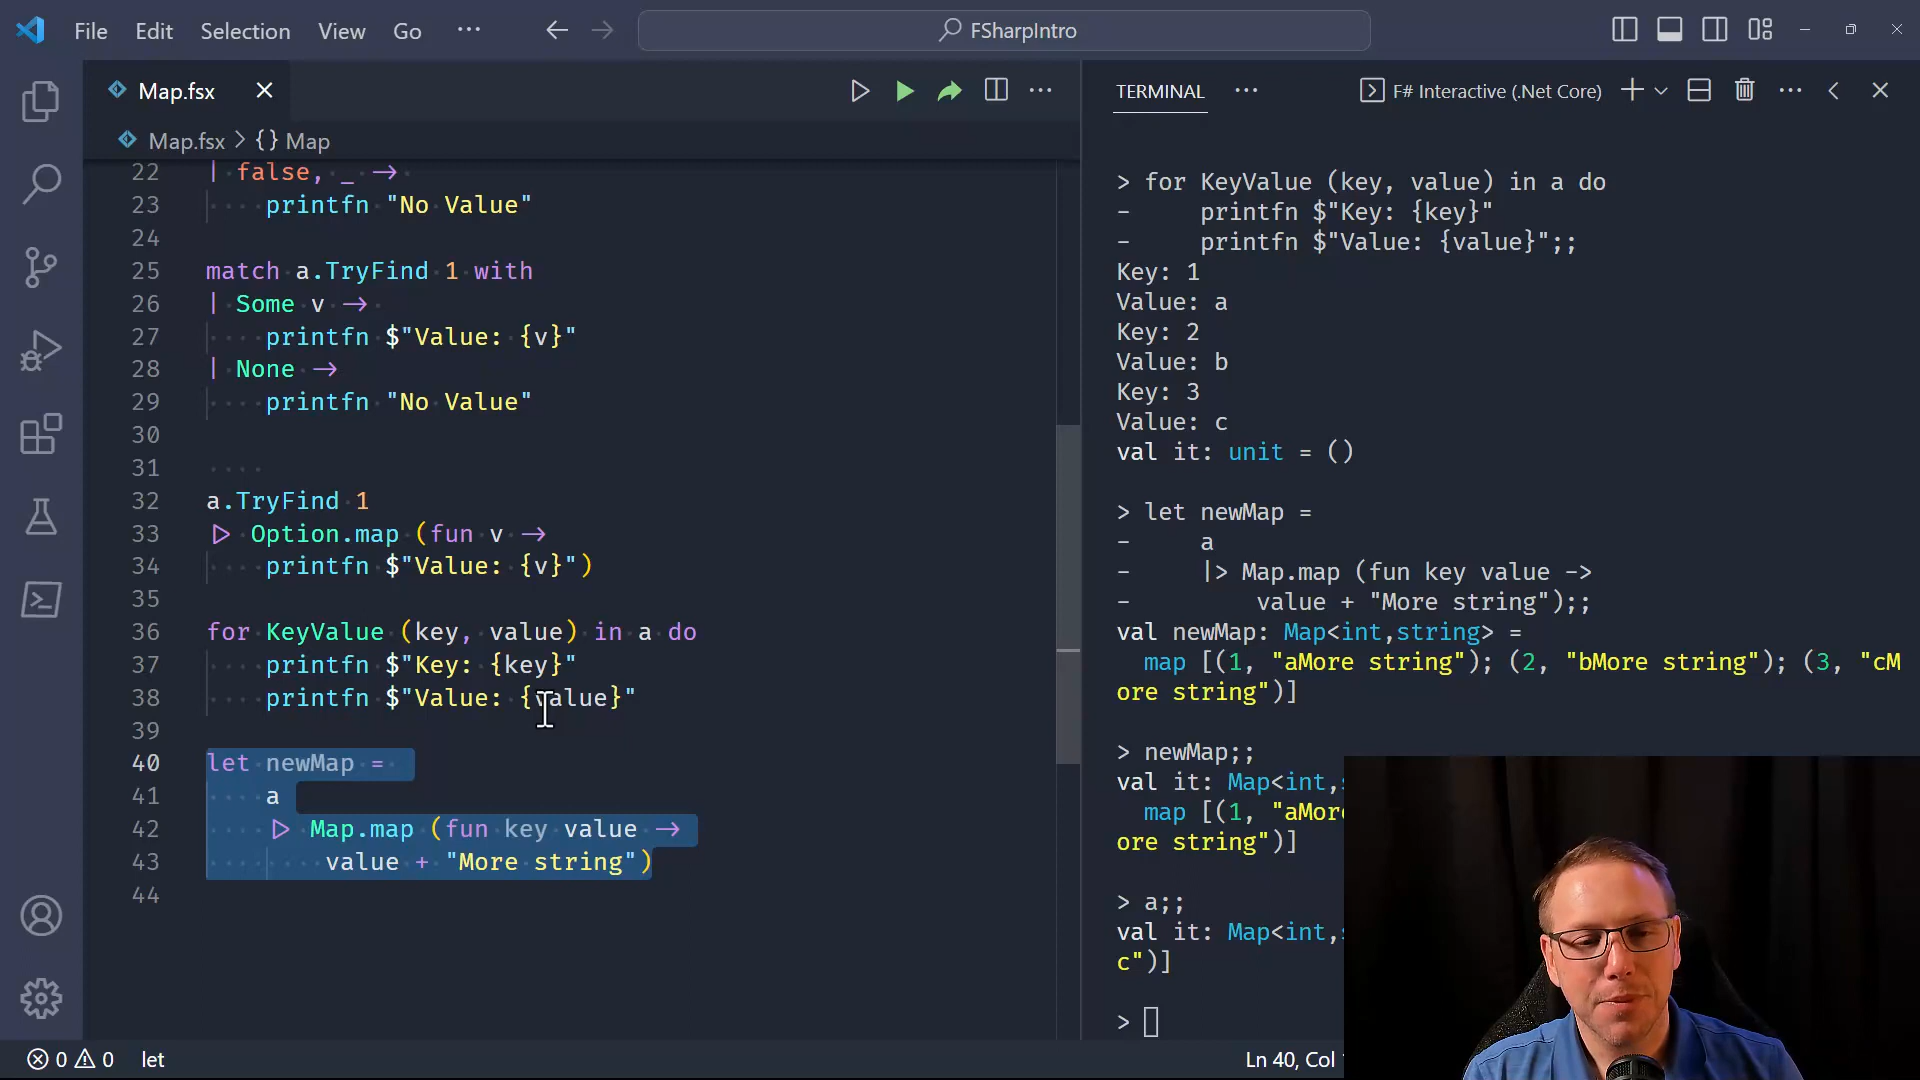 File Edit Selection View Go ··· FSharpIntro
Map.fsx
Map.fsx > {} Map
22 | false, _ →
23 printfn "No Value"
24
25 match a.TryFind 1 with
26 | Some v →
27 printfn $"Value: {v}"
28 | None →
29 printfn "No Value"
30
31
32 a.TryFind 1
33 ▷ Option.map (fun v →
34 printfn $"Value: {v}")
35
36 for KeyValue (key, value) in a do
37 printfn $"Key: {key}"
38 printfn $"Value: {value}"
39
40 let newMap =
41 a
42 ▷ Map.map (fun key value →
43 value + "More string")
44
TERMINAL ··· F# Interactive (.Net Core)
> for KeyValue (key, value) in a do
- printfn $"Key: {key}"
- printfn $"Value: {value}";;
Key: 1
Value: a
Key: 2
Value: b
Key: 3
Value: c
val it: unit = ()
> let newMap =
- a
- |> Map.map (fun key value ->
- value + "More string");;
val newMap: Map<int,string> =
map [(1, "aMore string"); (2, "bMore string"); (3, "cM
ore string")]
> newMap;;
val it: Map<int,
map [(1, "aMore
ore string")]
> a;;
val it: Map<int,
c")]
>
0 0 let
Ln 40, Col